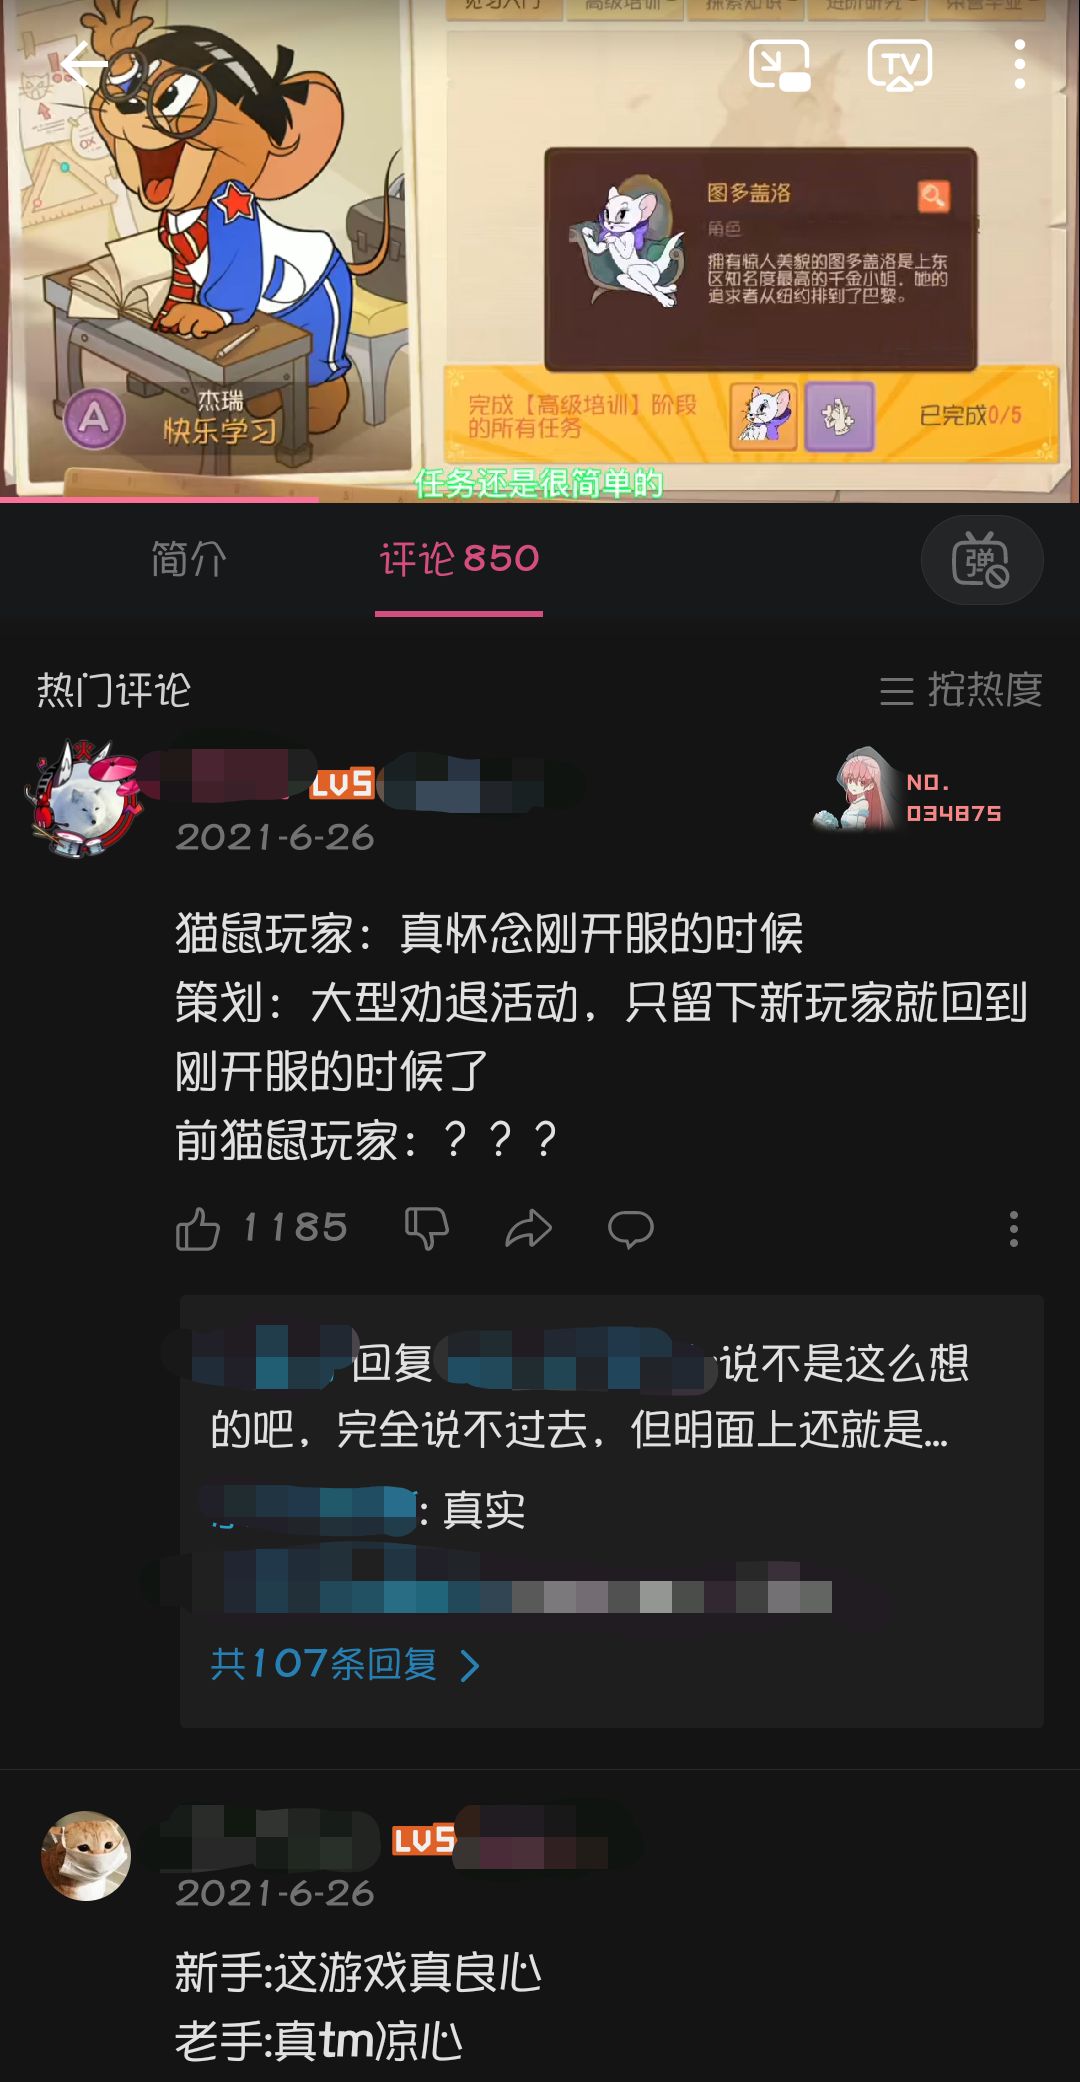 见习入门 高级培训 探索知识 进阶研究 荣誉毕业
TV
图多盖洛
角色
拥有惊人美貌的图多盖洛是上东
区知名度最高的千金小姐，她的
追求者从纽约排到了巴黎。
A
杰瑞
快乐学习
完成【高级培训】阶段
的所有任务
已完成0/5
任务还是很简单的
简介
评论850
弹
热门评论
按热度
LV5
NO.
034875
2021-6-26
猫鼠玩家：真怀念刚开服的时候
策划：大型劝退活动，只留下新玩家就回到
刚开服的时候了
前猫鼠玩家：？？？
1185
回复
说不是这么想
的吧，完全说不过去，但明面上还就是...
: 真实
共107条回复
LV5
2021-6-26
新手:这游戏真良心
老手:真tm凉心